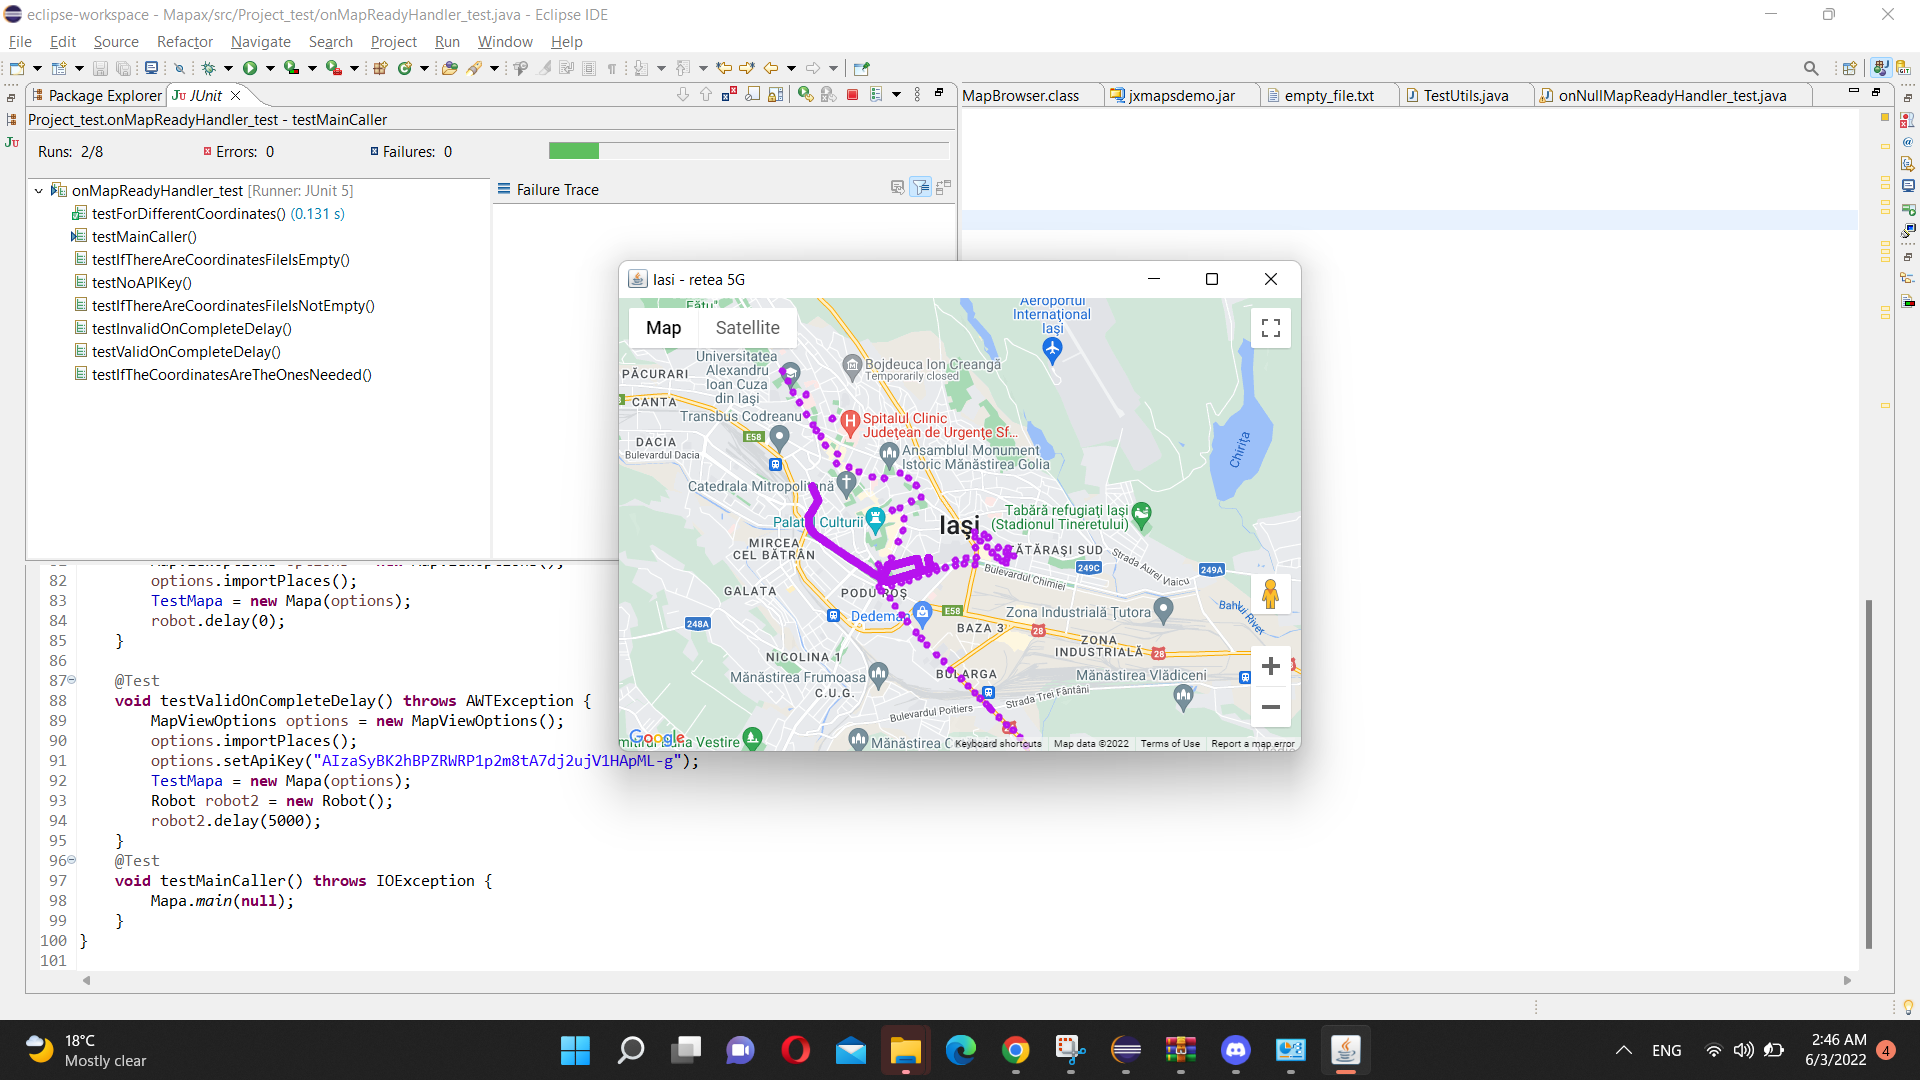 eclipse-workspace - Mapax/src/Project_test/onMapReadyHandler_test.java - Eclipse IDE
File Edit Source Refactor Navigate Search Project Run Window Help
Package Explorer JUnit
MapBrowser.class jxmapsdemo.jar empty_file.txt TestUtils.java onNullMapReadyHandler_test.java
Project_test.onMapReadyHandler_test - testMainCaller
Runs: 2/8 Errors: 0 Failures: 0
onMapReadyHandler_test [Runner: JUnit 5]
Failure Trace
testForDifferentCoordinates() (0.131 s)
testMainCaller()
testIfThereAreCoordinatesFileIsEmpty()
testNoAPIKey()
testIfThereAreCoordinatesFileIsNotEmpty()
testInvalidOnCompleteDelay()
testValidOnCompleteDelay()
testIfTheCoordinatesAreTheOnesNeeded()
Iasi - retea 5G
Map Satellite
Aeroportul
Internațional
Iași
Universitatea
Alexandru
Ioan Cuza
din Iași
Bojdeuca Ion Creangă
Temporarily closed
PĂCURARI
CANTA
Transbus Codreanu
Spitalul Clinic
Județean de Urgențe Sf...
E58
DACIA
Bulevardul Dacia
Ansamblul Monument
Istoric Mănăstirea Golia
Chirița
Catedrala Mitropolitană
Palatul Culturii
Iași
Tabără refugiați Iași
(Stadionul Tineretului)
MIRCEA
CEL BĂTRÂN
TĂTĂRAȘI SUD
Strada Aurel Vlaicu
249C
249A
Bulevardul Chimiei
GALATA
PODU ROȘ
Dedeman
E58
Zona Industrială Țutora
248A
BAZA 3
28
ZONA
INDUSTRIALĂ
28
NICOLINA 1
Mănăstirea Frumoasa
C.U.G.
BULARGA
Mănăstirea Vlădiceni
Strada Trei Fântâni
Bulevardul Poitiers
Google
Keyboard shortcuts Map data ©2022 Terms of Use Report a map error
82 options.importPlaces();
83 TestMapa = new Mapa(options);
84 robot.delay(0);
85 }
86
87 @Test
88 void testValidOnCompleteDelay() throws AWTException {
89 MapViewOptions options = new MapViewOptions();
90 options.importPlaces();
91 options.setApiKey("AIzaSyBK2hBPZRWRP1p2m8tA7dj2ujV1HApML-g");
92 TestMapa = new Mapa(options);
93 Robot robot2 = new Robot();
94 robot2.delay(5000);
95 }
96 @Test
97 void testMainCaller() throws IOException {
98 Mapa.main(null);
99 }
100 }
101
18°C
Mostly clear
ENG
2:46 AM
6/3/2022
4